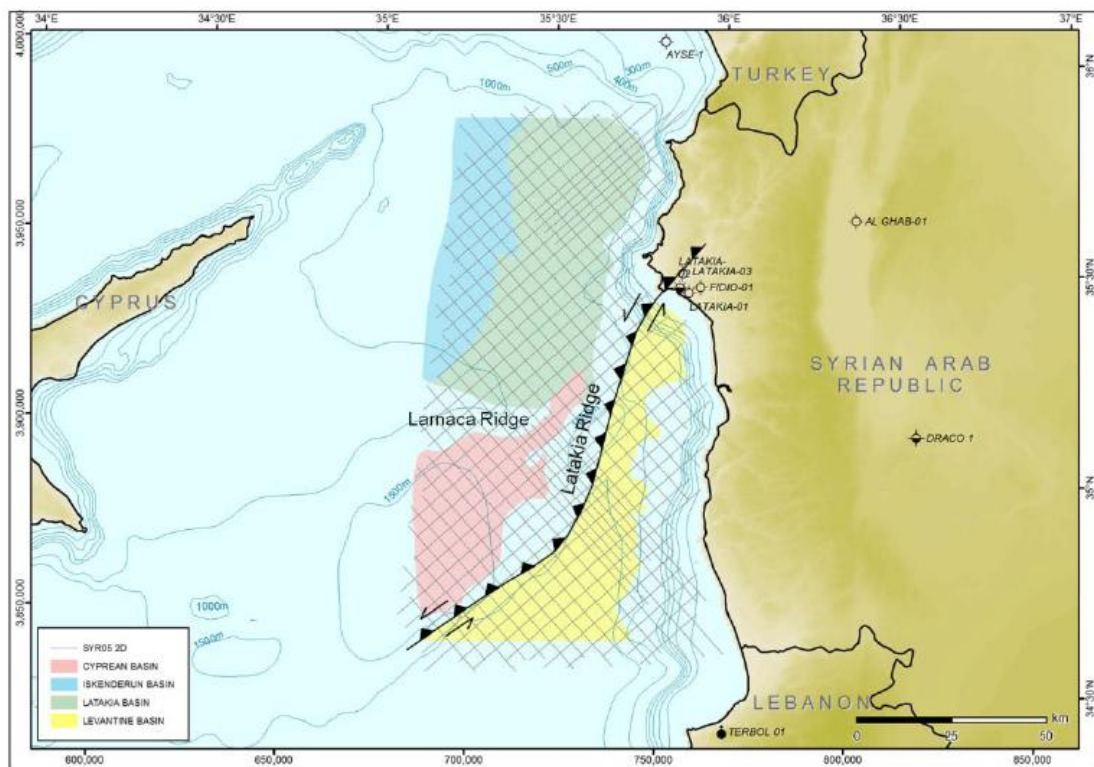 34°E
34°30'E
35°E
35°30'E
36°E
36°30'E
37°E
4,000,000
3,950,000
3,900,000
3,850,000
36°N
35°30'N
35°N
34°30'N
AYSE-1
TURKEY
500m
300m
400m
1000m
AL GHAB-01
CYPRUS
LATAKIA-
LATAKIA-03
FIDIO-01
LATAKIA-01
SYRIAN ARAB
REPUBLIC
Larnaca Ridge
Latakia Ridge
DRACO 1
1500m
1000m
1500m
SYR05 2D
CYPREAN BASIN
ISKENDERUN BASIN
LATAKIA BASIN
LEVANTINE BASIN
LEBANON
TERBOL 01
km
0
25
50
600,000
650,000
700,000
750,000
800,000
850,000